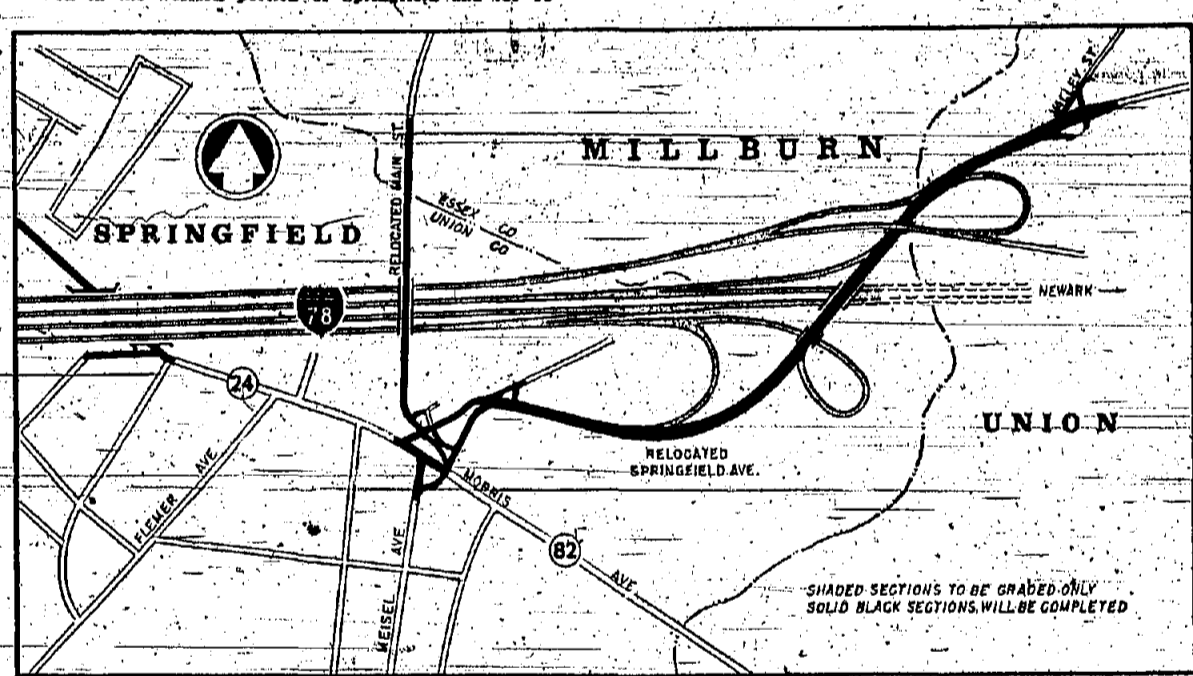 MILLBURN
SPRINGFIELD
RELOCATED MAIN ST.
ESSEX CO
UNION CO
78
NEWARK
24
UNION
RELOCATED
SPRINGFIELD AVE.
FLEMER AVE
MEISEL AVE
MORRIS AVE
82
SHADED SECTIONS TO BE GRADED ONLY
SOLID BLACK SECTIONS, WILL BE COMPLETED